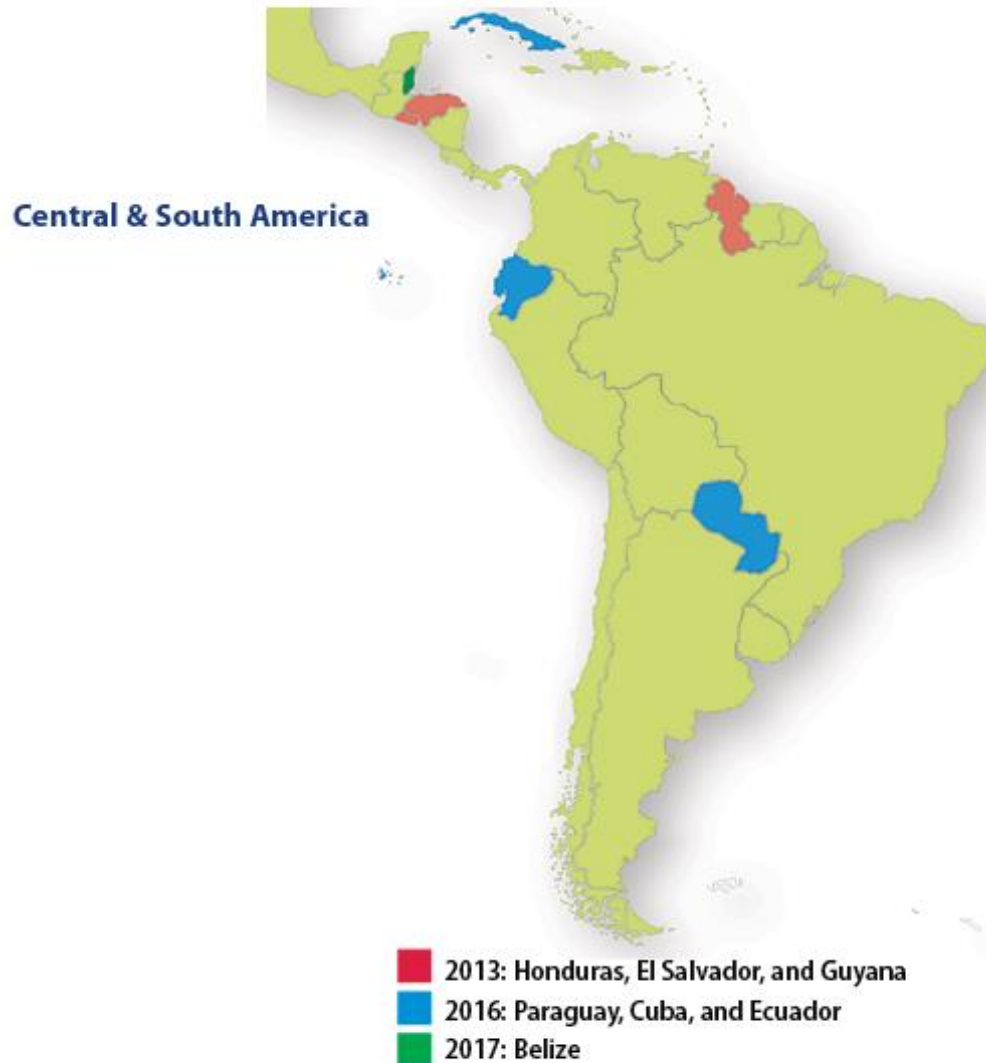 Central & South America
2013: Honduras, El Salvador, and Guyana
2016: Paraguay, Cuba, and Ecuador
2017: Belize